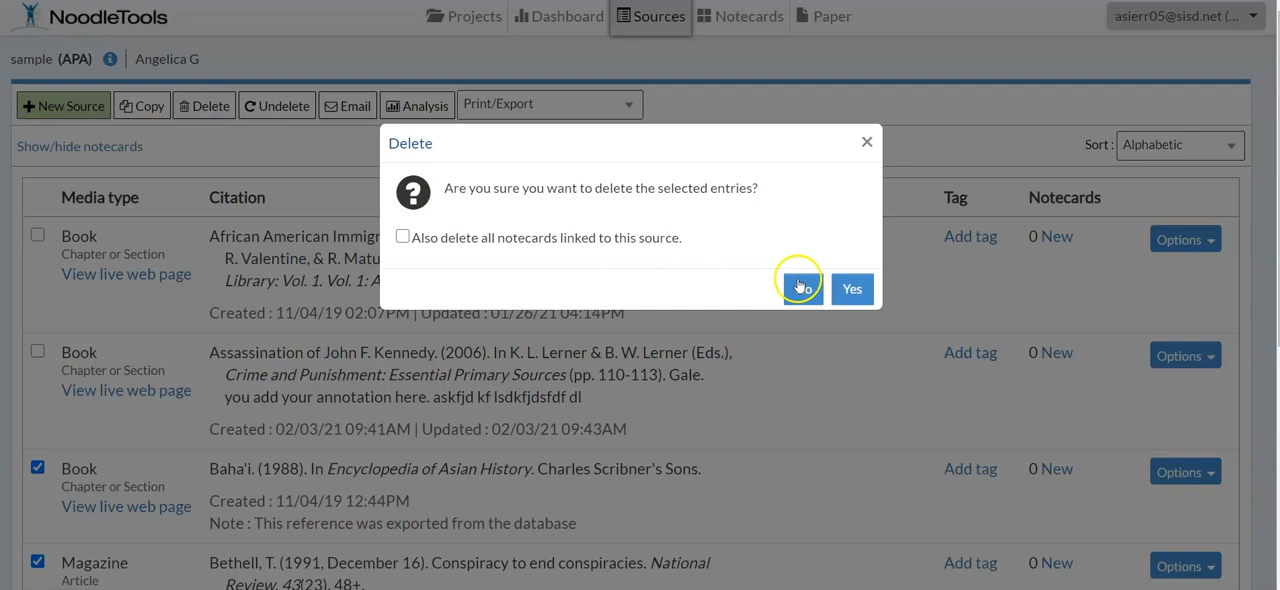 NoodleTools
Projects
Dashboard
Sources
Notecards
Paper
asierr05@sisd.net (...
sample (APA)
Angelica G
New Source
Copy
Delete
Undelete
Email
Analysis
Print/Export
Show/hide notecards
Sort :
Alphabetic
Delete
×
Are you sure you want to delete the selected entries?
Also delete all notecards linked to this source.
Yes
Media type
Citation
Tag
Notecards
Book
Chapter or Section
View live web page
African American Immigr
R. Valentine, & R. Matu
Library: Vol. 1. Vol. 1: A
Created : 11/04/19 02:07PM | Updated : 01/26/21 04:14PM
Add tag
0 New
Options
Book
Chapter or Section
View live web page
Assassination of John F. Kennedy. (2006). In K. L. Lerner & B. W. Lerner (Eds.),
Crime and Punishment: Essential Primary Sources (pp. 110-113). Gale.
you add your annotation here. askfjd kf lsdkfjdsfdf dl
Created : 02/03/21 09:41AM | Updated : 02/03/21 09:43AM
Add tag
0 New
Options
Book
Chapter or Section
View live web page
Baha'i. (1988). In Encyclopedia of Asian History. Charles Scribner's Sons.
Created : 11/04/19 12:44PM
Note : This reference was exported from the database
Add tag
0 New
Options
Magazine
Article
Bethell, T. (1991, December 16). Conspiracy to end conspiracies. National
Review, 43(23), 48+.
Add tag
0 New
Options